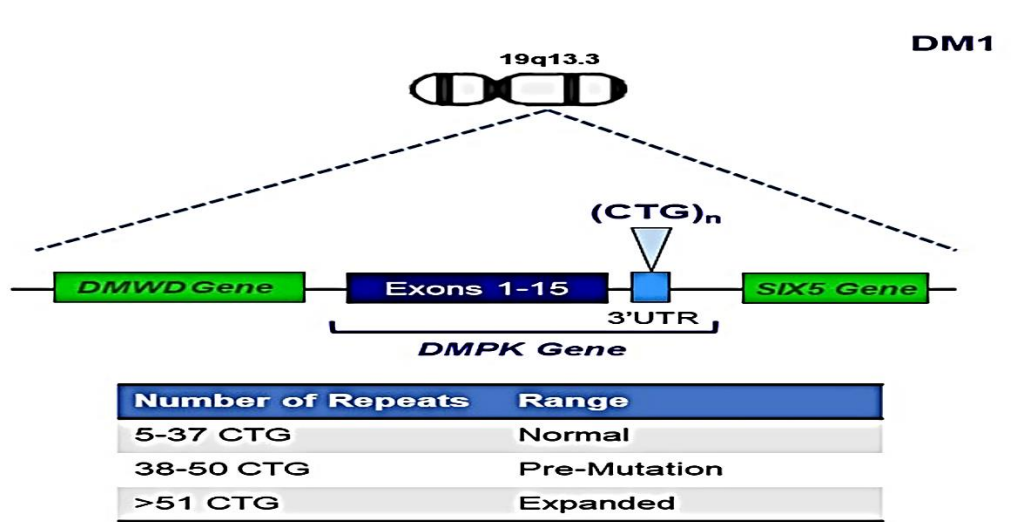 DM1
19q13.3
(CTG)n
DMWD Gene
Exons 1-15
SIX5 Gene
3'UTR
DMPK Gene
Number of Repeats Range
5-37 CTG Normal
38-50 CTG Pre-Mutation
>51 CTG Expanded